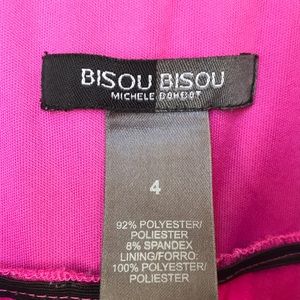 BISOU BISOU
MICHELE BOHBOT
4
92% POLYESTER/
POLIESTER
8% SPANDEX
LINING/FORRO:
100% POLYESTER/
POLIESTER